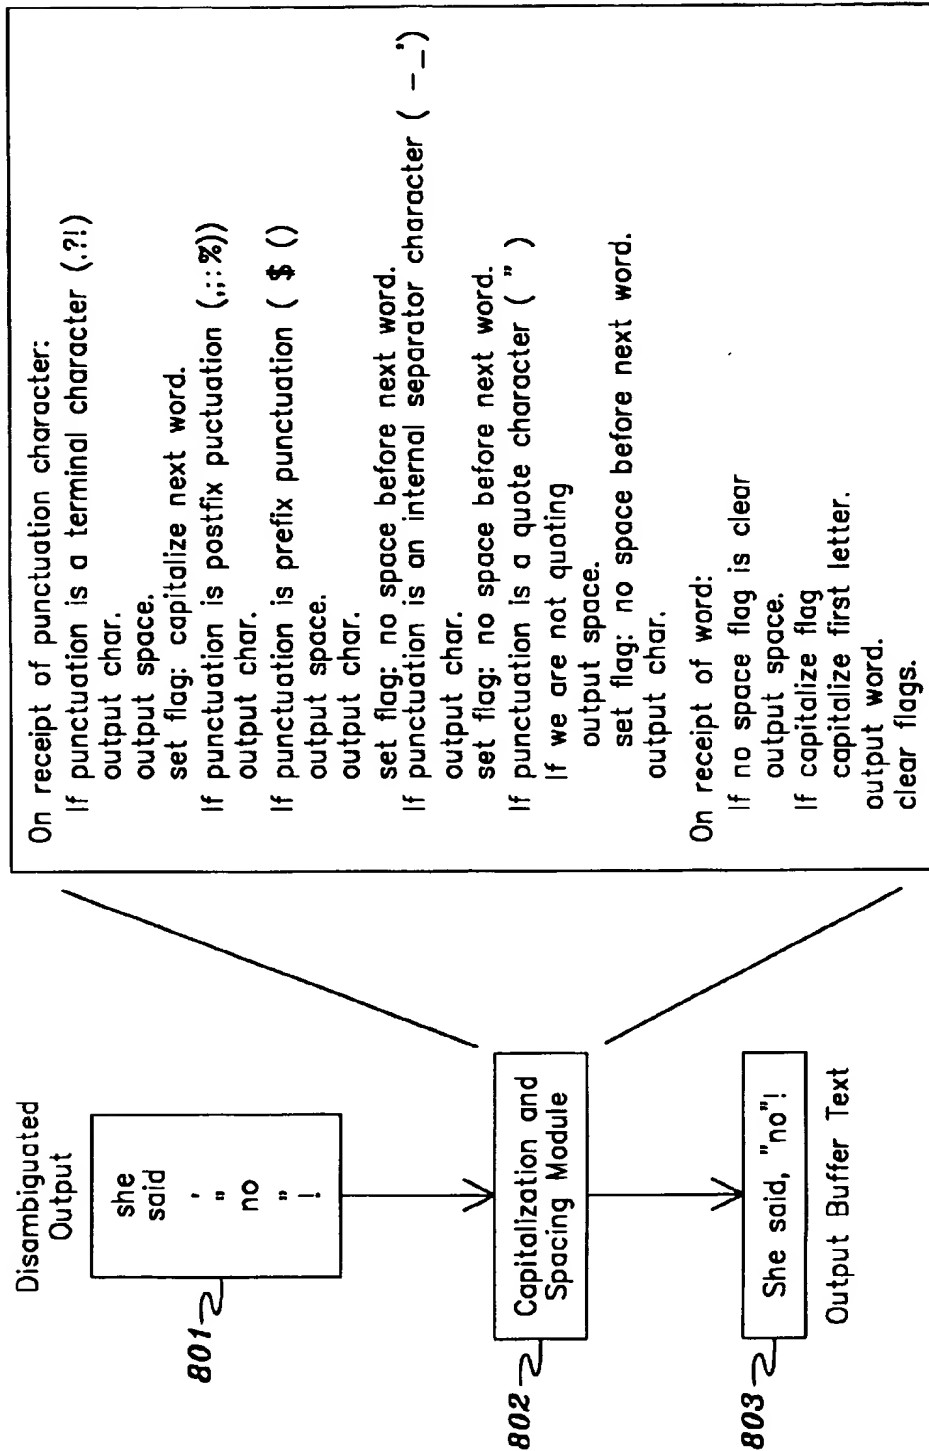 Disambiguated
Output
she
said
,
"
no
"
!
801
Capitalization and
Spacing Module
802
She said, "no"!
803
Output Buffer Text
On receipt of punctuation character:
If punctuation is a terminal character (.?!)
output char.
output space.
set flag: capitalize next word.
If punctuation is postfix puctuation (,;:%))
output char.
If punctuation is prefix punctuation ( $ ()
output space.
output char.
set flag: no space before next word.
If punctuation is an internal separator character ( -_')
output char.
set flag: no space before next word.
If punctuation is a quote character ( " )
If we are not quoting
output space.
set flag: no space before next word.
output char.
On receipt of word:
If no space flag is clear
output space.
If capitalize flag
capitalize first letter.
output word.
clear flags.